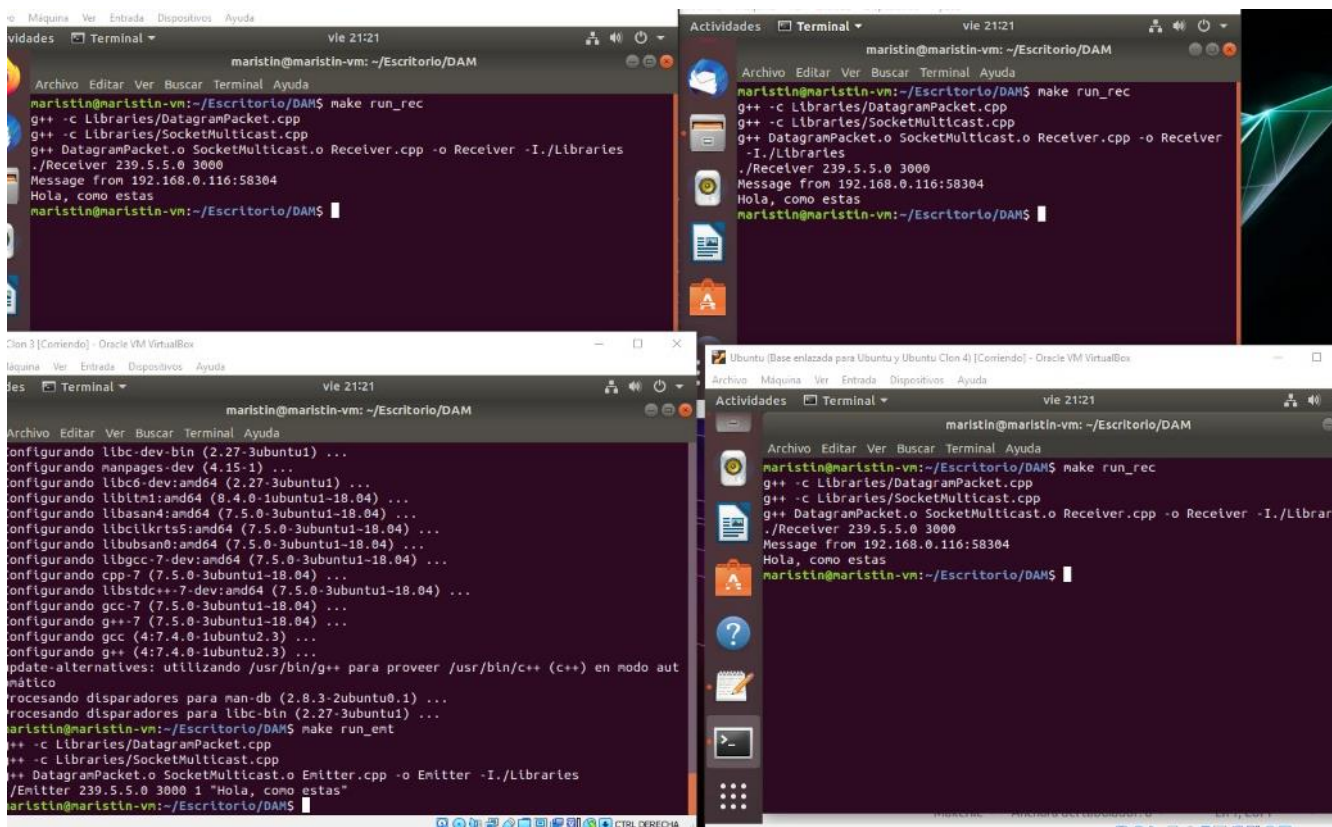 Máquina Ver Entrada Dispositivos Ayuda
vidades Terminal vie 21:21
maristin@maristin-vm: ~/Escritorio/DAM
Archivo Editar Ver Buscar Terminal Ayuda
maristin@maristin-vm:~/Escritorio/DAM$ make run_rec
g++ -c Libraries/DatagramPacket.cpp
g++ -c Libraries/SocketMulticast.cpp
g++ DatagramPacket.o SocketMulticast.o Receiver.cpp -o Receiver -I./Libraries
./Receiver 239.5.5.0 3000
Message from 192.168.0.116:58304
Hola, como estas
maristin@maristin-vm:~/Escritorio/DAM$
Actividades Terminal vie 21:21
maristin@maristin-vm: ~/Escritorio/DAM
Archivo Editar Ver Buscar Terminal Ayuda
maristin@maristin-vm:~/Escritorio/DAM$ make run_rec
g++ -c Libraries/DatagramPacket.cpp
g++ -c Libraries/SocketMulticast.cpp
g++ DatagramPacket.o SocketMulticast.o Receiver.cpp -o Receiver
-I./Libraries
./Receiver 239.5.5.0 3000
Message from 192.168.0.116:58304
Hola, como estas
maristin@maristin-vm:~/Escritorio/DAM$
Clon 3 [Corriendo] - Oracle VM VirtualBox
Máquina Ver Entrada Dispositivos Ayuda
des Terminal vie 21:21
maristin@maristin-vm: ~/Escritorio/DAM
Archivo Editar Ver Buscar Terminal Ayuda
Configurando libc-dev-bin (2.27-3ubuntu1) ...
Configurando manpages-dev (4.15-1) ...
Configurando libc6-dev:amd64 (2.27-3ubuntu1) ...
Configurando libitm1:amd64 (8.4.0-1ubuntu1~18.04) ...
Configurando libasan4:amd64 (7.5.0-3ubuntu1~18.04) ...
Configurando libcilkrts5:amd64 (7.5.0-3ubuntu1~18.04) ...
Configurando libubsan0:amd64 (7.5.0-3ubuntu1~18.04) ...
Configurando libgcc-7-dev:amd64 (7.5.0-3ubuntu1~18.04) ...
Configurando cpp-7 (7.5.0-3ubuntu1~18.04) ...
Configurando libstdc++-7-dev:amd64 (7.5.0-3ubuntu1~18.04) ...
Configurando gcc-7 (7.5.0-3ubuntu1~18.04) ...
Configurando g++-7 (7.5.0-3ubuntu1~18.04) ...
Configurando gcc (4:7.4.0-1ubuntu2.3) ...
Configurando g++ (4:7.4.0-1ubuntu2.3) ...
update-alternatives: utilizando /usr/bin/g++ para proveer /usr/bin/c++ (c++) en modo aut
omático
Procesando disparadores para man-db (2.8.3-2ubuntu0.1) ...
Procesando disparadores para libc-bin (2.27-3ubuntu1) ...
maristin@maristin-vm:~/Escritorio/DAM$ make run_emt
g++ -c Libraries/DatagramPacket.cpp
g++ -c Libraries/SocketMulticast.cpp
g++ DatagramPacket.o SocketMulticast.o Emitter.cpp -o Emitter -I./Libraries
./Emitter 239.5.5.0 3000 1 "Hola, como estas"
maristin@maristin-vm:~/Escritorio/DAM$
CTRL DERECHA
Ubuntu (Base enlazada para Ubuntu y Ubuntu Clon 4) [Corriendo] - Oracle VM VirtualBox
Archivo Máquina Ver Entrada Dispositivos Ayuda
Actividades Terminal vie 21:21
maristin@maristin-vm: ~/Escritorio/DAM
Archivo Editar Ver Buscar Terminal Ayuda
maristin@maristin-vm:~/Escritorio/DAM$ make run_rec
g++ -c Libraries/DatagramPacket.cpp
g++ -c Libraries/SocketMulticast.cpp
g++ DatagramPacket.o SocketMulticast.o Receiver.cpp -o Receiver -I./Librar
./Receiver 239.5.5.0 3000
Message from 192.168.0.116:58304
Hola, como estas
maristin@maristin-vm:~/Escritorio/DAM$